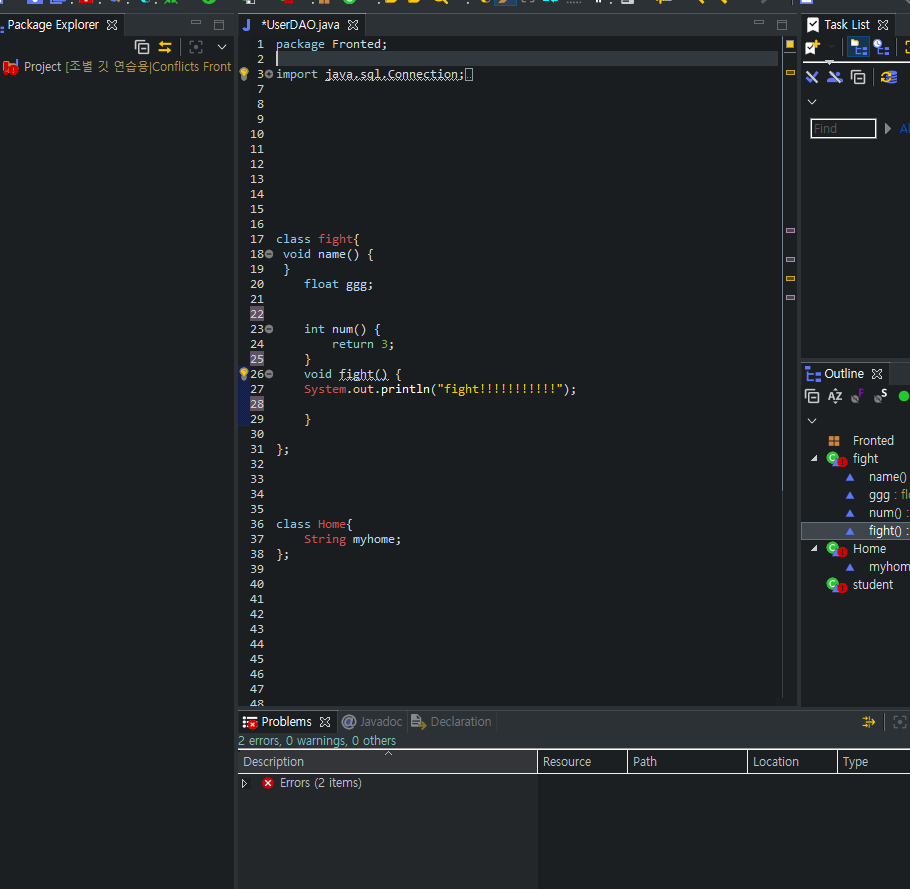 Package Explorer
Project [조별 깃 연습용|Conflicts Front
*UserDAO.java
1 package Fronted;
2
3 import java.sql.Connection;
7
8
9
10
11
12
13
14
15
16
17 class fight{
18 void name() {
19 }
20 float ggg;
21
22
23 int num() {
24 return 3;
25 }
26 void fight() {
27 System.out.println("fight!!!!!!!!!!!");
28
29 }
30
31 };
32
33
34
35
36 class Home{
37 String myhome;
38 };
39
40
41
42
43
44
45
46
47
48
Task List
Find
Al
Outline
Fronted
fight
name()
ggg : fl
num() :
fight() :
Home
myhom
student
Problems
@ Javadoc
Declaration
2 errors, 0 warnings, 0 others
Description Resource Path Location Type
Errors (2 items)